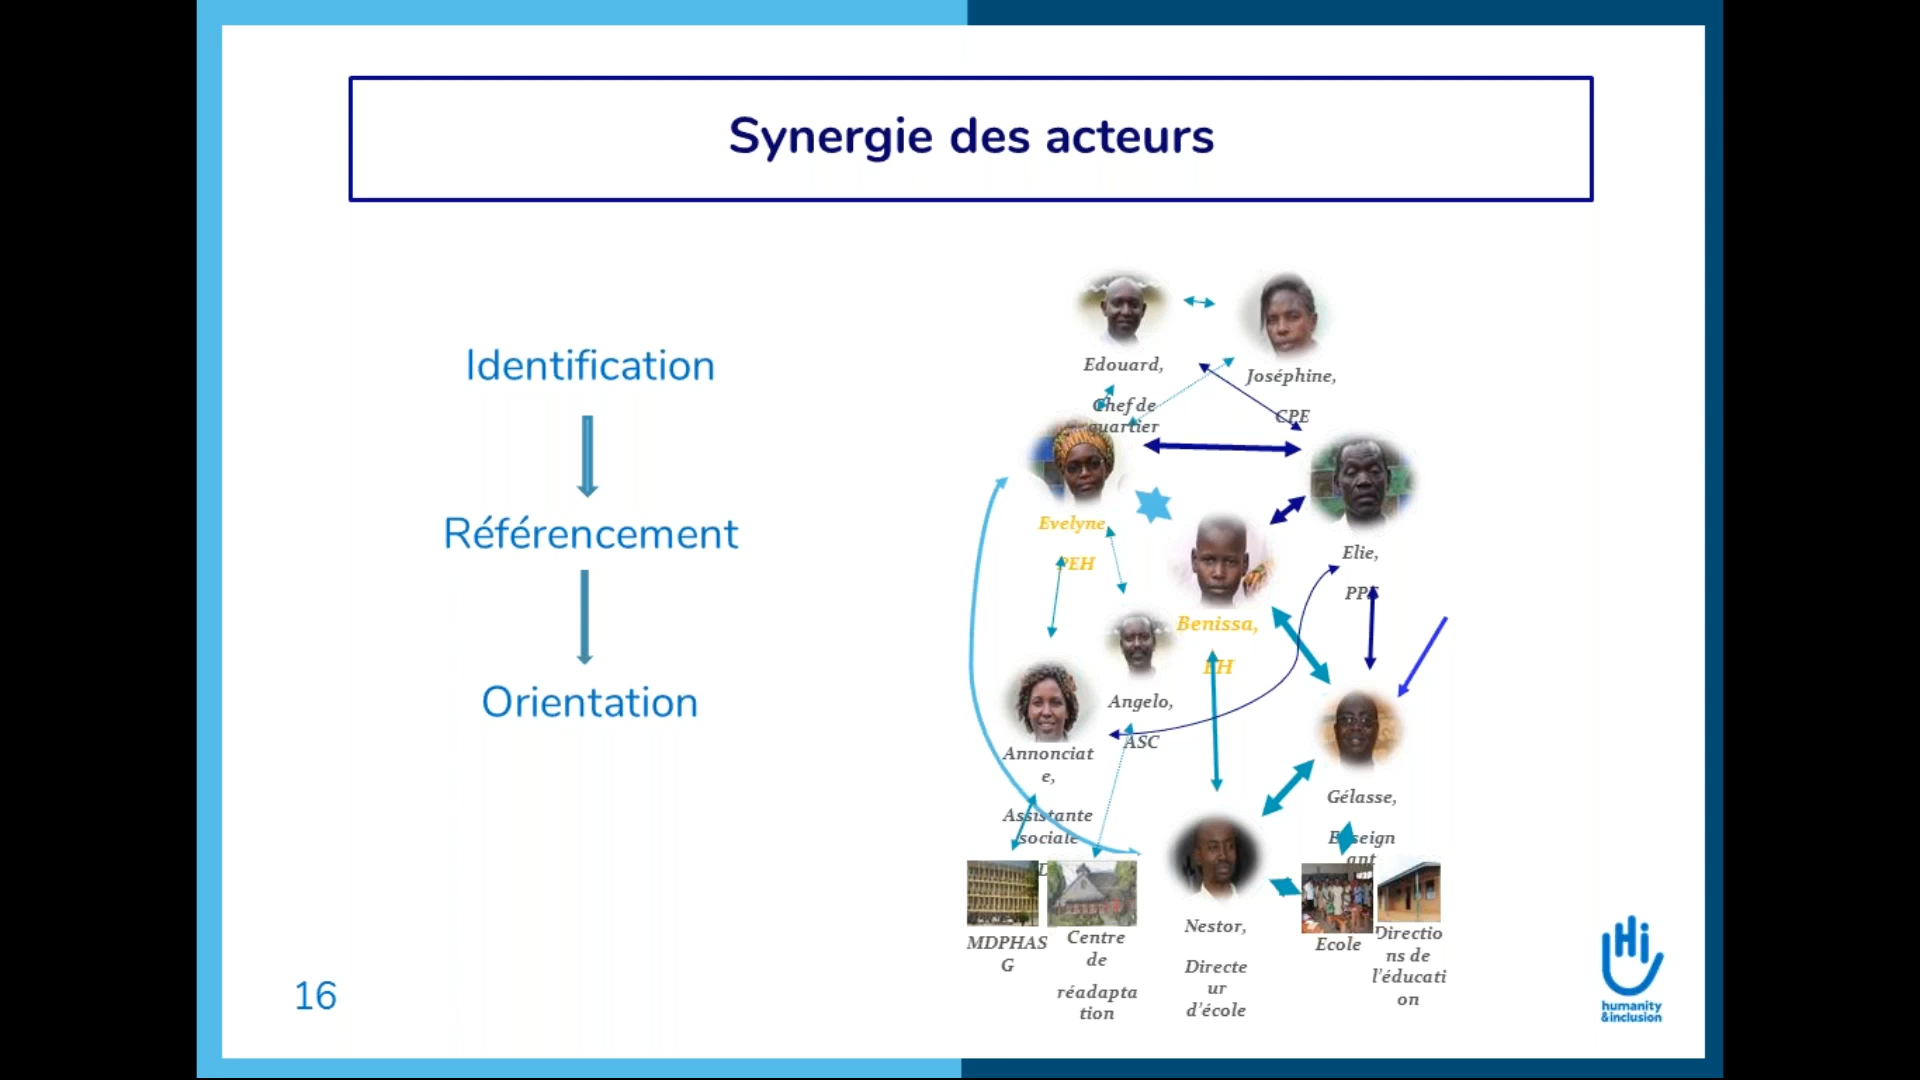 Synergie des acteurs
Identification
Référencement
Orientation
Edouard,
Chef de
quartier
Joséphine,
CPE
Evelyne,
PEH
Elie,
Benissa,
EH
Angelo,
ASC
Annonciat
e,
Assistante
sociale
Gélasse,
Enseign
ant
MDPHAS
G
Centre
de
réadapta
tion
Nestor,
Directe
ur
d'école
Ecole
Directio
ns de
l'éducati
on
16
Hi
humanity
&inclusion